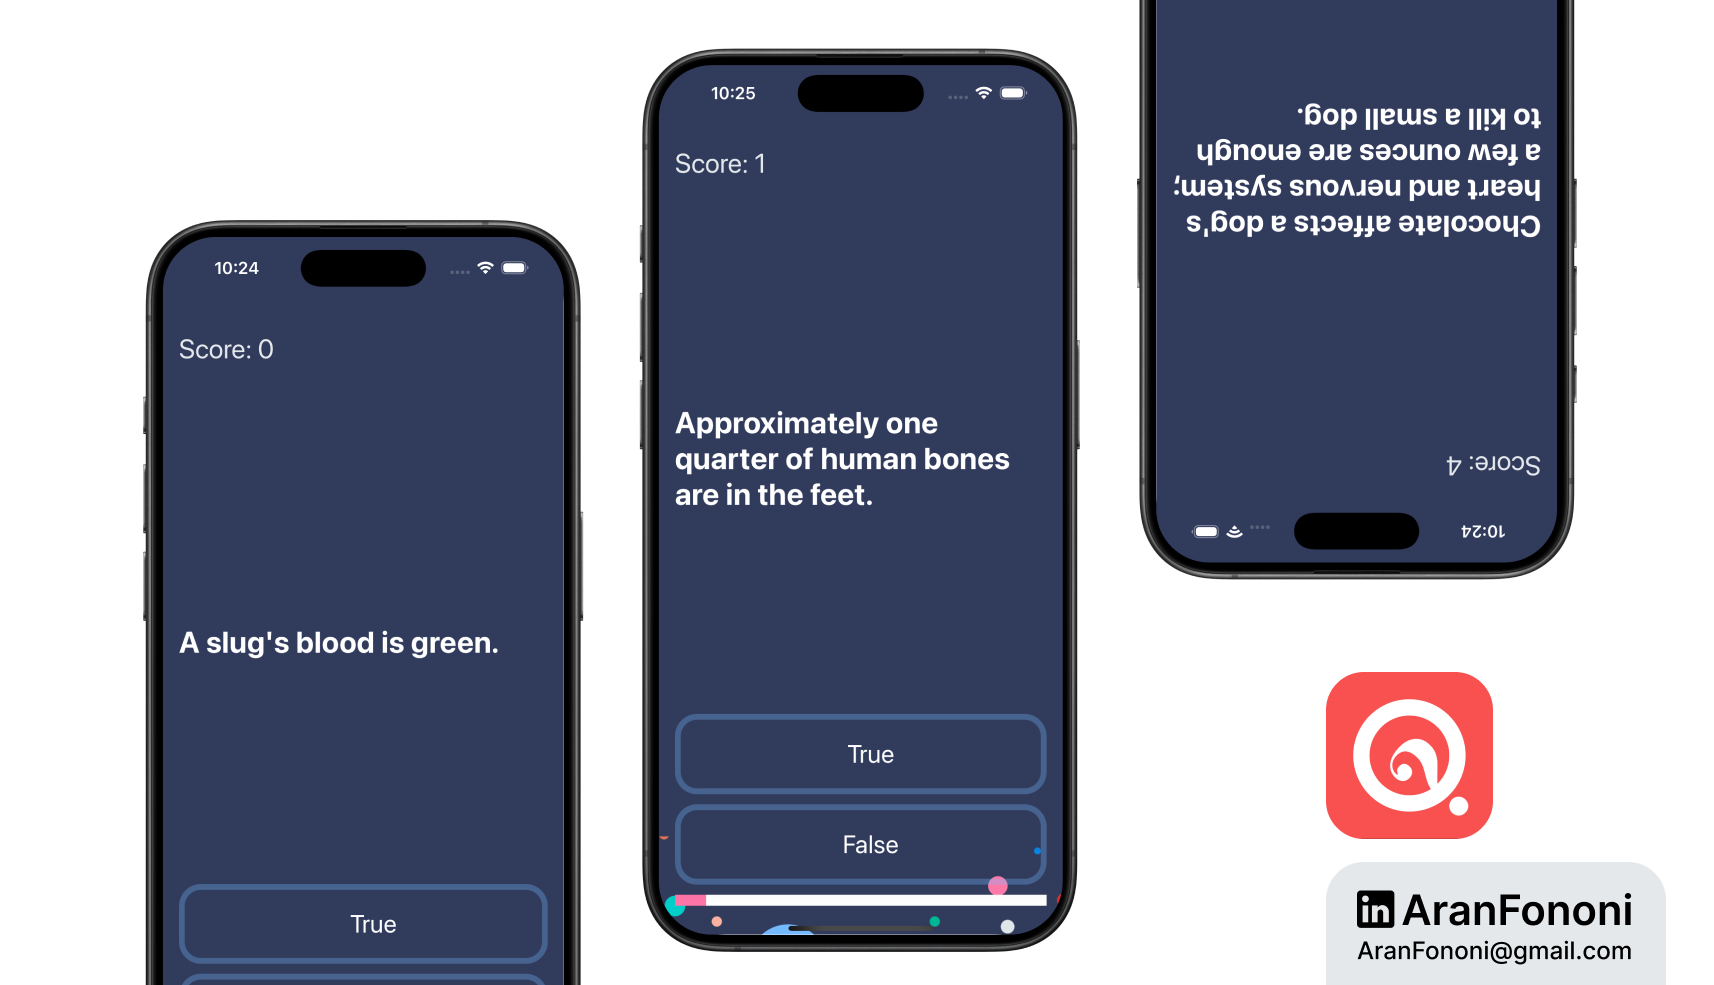 10:24
Score: 0
A slug's blood is green.
True
10:25
Score: 1
Approximately one
quarter of human bones
are in the feet.
True
False
10:24
Score: 4
Chocolate affects a dog's
heart and nervous system;
a few ounces are enough
to kill a small dog.
in AranFononi
AranFononi@gmail.com